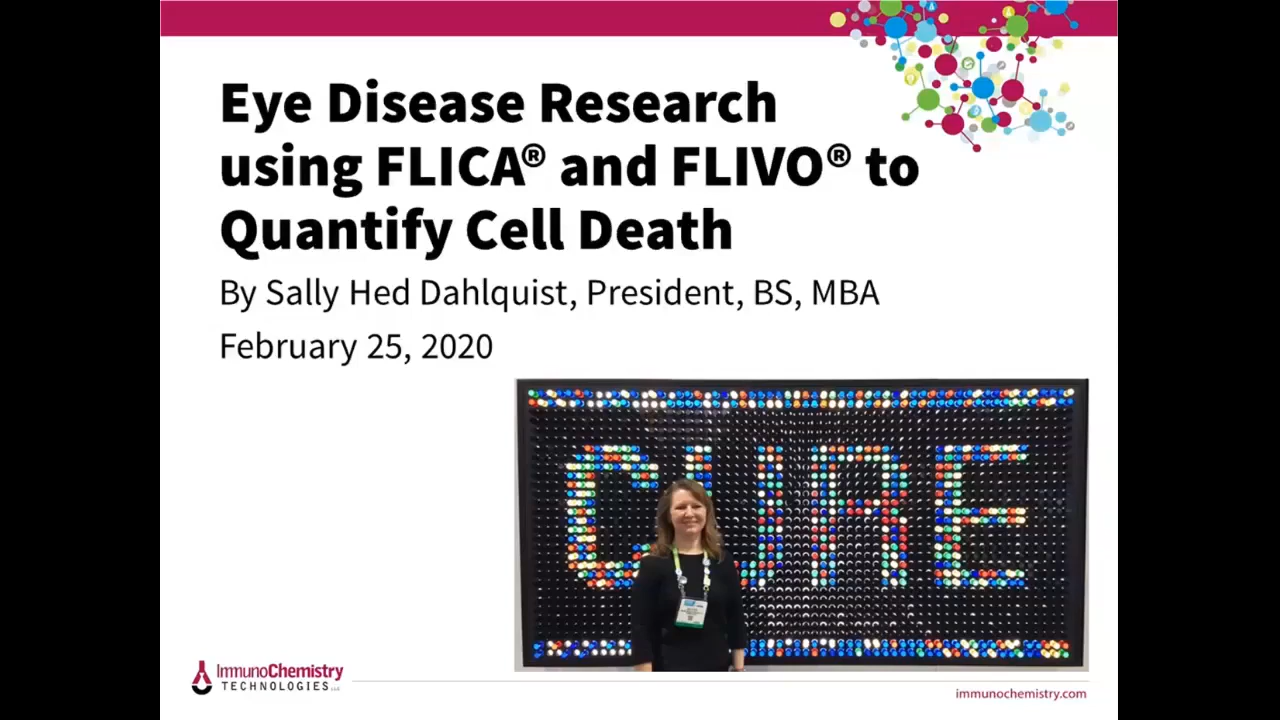 Eye Disease Research
using FLICA® and FLIVO® to
Quantify Cell Death
By Sally Hed Dahlquist, President, BS, MBA
February 25, 2020
CURE
ImmunoChemistry
TECHNOLOGIES LLC
immunochemistry.com